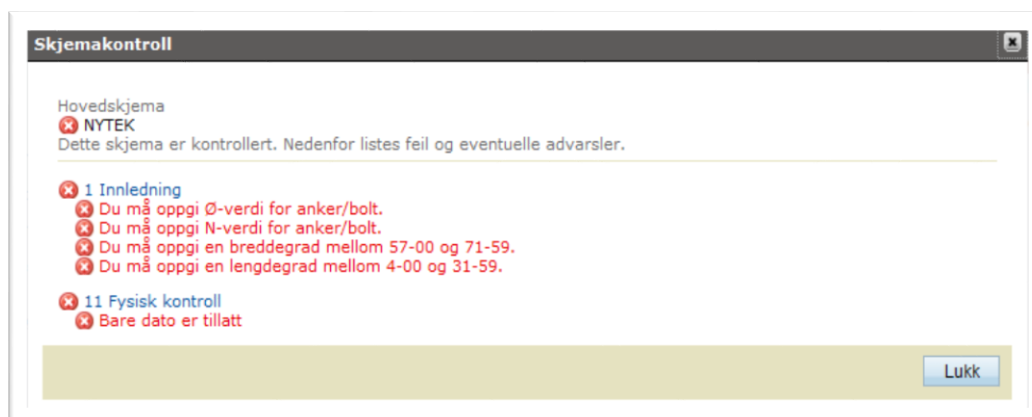 Skjemakontroll
Hovedskjema
NYTEK
Dette skjema er kontrollert. Nedenfor listes feil og eventuelle advarsler.
1 Innledning
Du må oppgi Ø-verdi for anker/bolt.
Du må oppgi N-verdi for anker/bolt.
Du må oppgi en breddegrad mellom 57-00 og 71-59.
Du må oppgi en lengdegrad mellom 4-00 og 31-59.
11 Fysisk kontroll
Bare dato er tillatt
Lukk